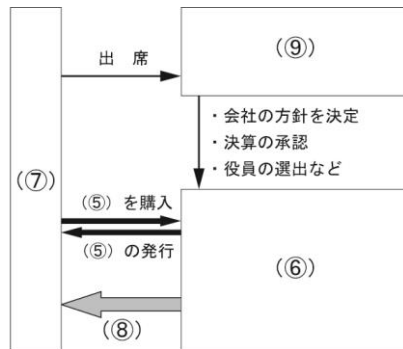 出 席
(⑨)
・会社の方針を決定
・決算の承認
・役員の選出など
(⑦)
(⑤) を購入
(⑤) の発行
(⑥)
(⑧)